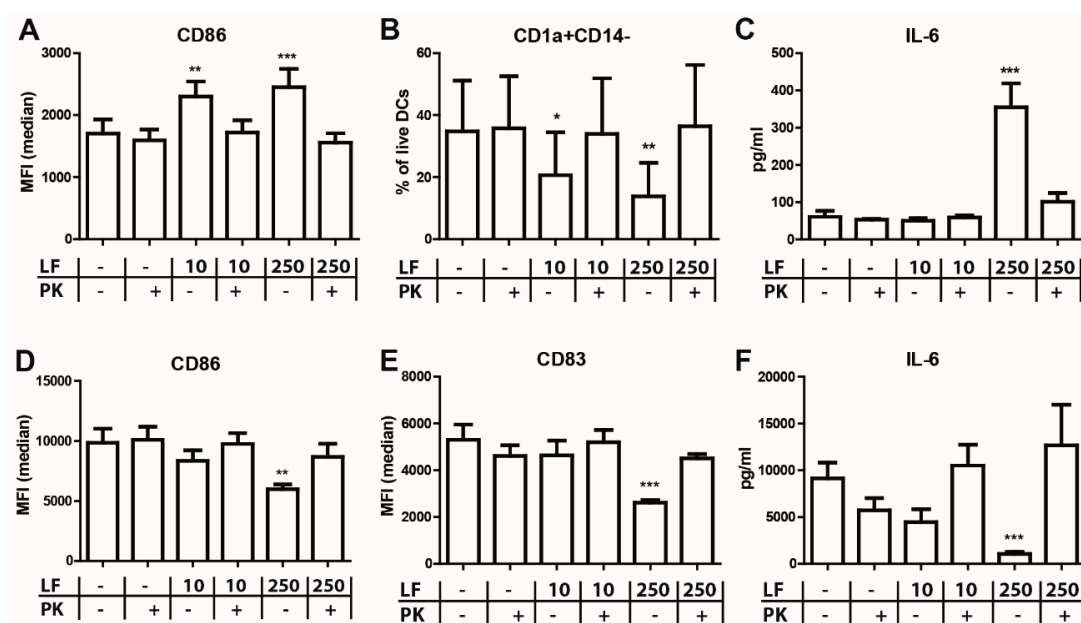 A
CD86
MFI (median)
3000
2000
1000
0
**
***
LF - - 10 10 250 250
PK - + - + - +
B
CD1a+CD14-
% of live DCs
60
40
20
0
*
**
LF - - 10 10 250 250
PK - + - + - +
C
IL-6
pg/ml
500
400
300
200
100
0
***
LF - - 10 10 250 250
PK - + - + - +
D
CD86
MFI (median)
15000
10000
5000
0
**
LF - - 10 10 250 250
PK - + - + - +
E
CD83
MFI (median)
8000
6000
4000
2000
0
***
LF - - 10 10 250 250
PK - + - + - +
F
IL-6
pg/ml
20000
15000
10000
5000
0
***
LF - - 10 10 250 250
PK - + - + - +